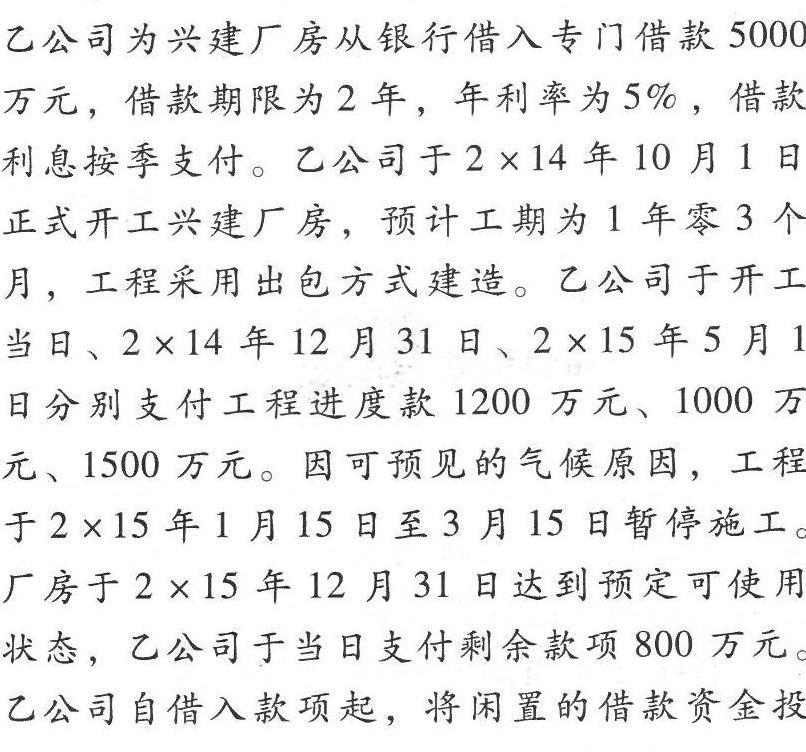 乙公司为兴建厂房从银行借入专门借款 5000
万元，借款期限为 2 年，年利率为 5%，借款
利息按季支付。乙公司于 2×14 年 10 月 1 日
正式开工兴建厂房，预计工期为 1 年零 3 个
月，工程采用出包方式建造。乙公司于开工
当日、2×14 年 12 月 31 日、2×15 年 5 月 1
日分别支付工程进度款 1200 万元、1000 万
元、1500 万元。因可预见的气候原因，工程
于 2×15 年 1 月 15 日至 3 月 15 日暂停施工。
厂房于 2×15 年 12 月 31 日达到预定可使用
状态，乙公司于当日支付剩余款项 800 万元。
乙公司自借入款项起，将闲置的借款资金投